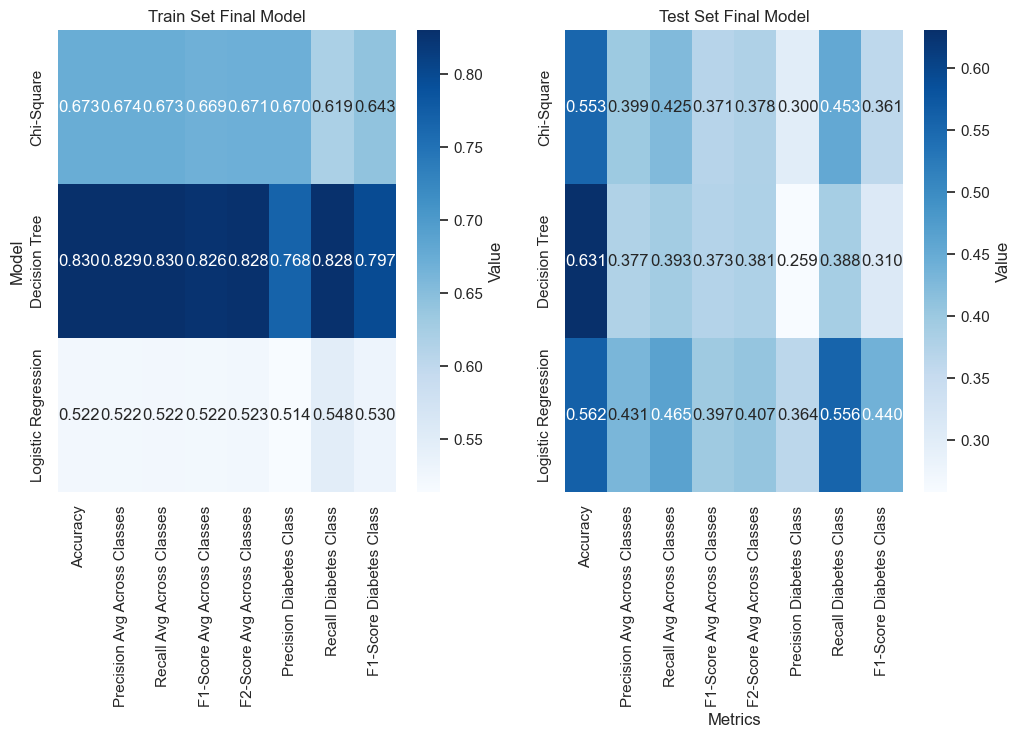 Train Set Final Model
Model
Chi-Square
0.673 0.674 0.673 0.669 0.671 0.670 0.619 0.643
Decision Tree
0.830 0.829 0.830 0.826 0.828 0.768 0.828 0.797
Logistic Regression
0.522 0.522 0.522 0.522 0.523 0.514 0.548 0.530
Accuracy
Precision Avg Across Classes
Recall Avg Across Classes
F1-Score Avg Across Classes
F2-Score Avg Across Classes
Precision Diabetes Class
Recall Diabetes Class
F1-Score Diabetes Class
0.80
0.75
0.70
0.65
0.60
0.55
Value
Test Set Final Model
Chi-Square
0.553 0.399 0.425 0.371 0.378 0.300 0.453 0.361
Decision Tree
0.631 0.377 0.393 0.373 0.381 0.259 0.388 0.310
Logistic Regression
0.562 0.431 0.465 0.397 0.407 0.364 0.556 0.440
Accuracy
Precision Avg Across Classes
Recall Avg Across Classes
F1-Score Avg Across Classes
F2-Score Avg Across Classes
Precision Diabetes Class
Recall Diabetes Class
F1-Score Diabetes Class
Metrics
0.60
0.55
0.50
0.45
0.40
0.35
0.30
Value